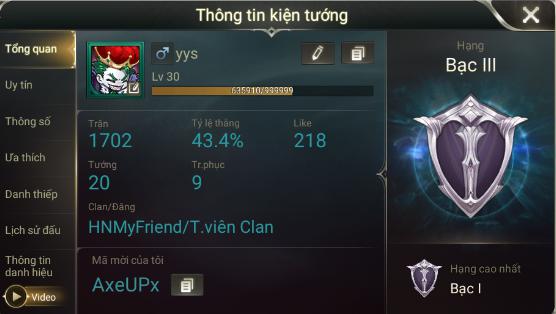 Thông tin kiện tướng
Tổng quan
Uy tín
Thông số
Ưa thích
Danh thiếp
Lịch sử đấu
Thông tin
danh hiệu
Video
yys
Lv 30
635910/999999
Trận
Tỷ lệ thắng
Like
1702
43.4%
218
Tướng
Tr.phục
20
9
Clan/Đăng
HNMyFriend/T.viên Clan
Mã mời của tôi
AxeUPx
Hạng
Bạc III
Hạng cao nhất
Bạc I